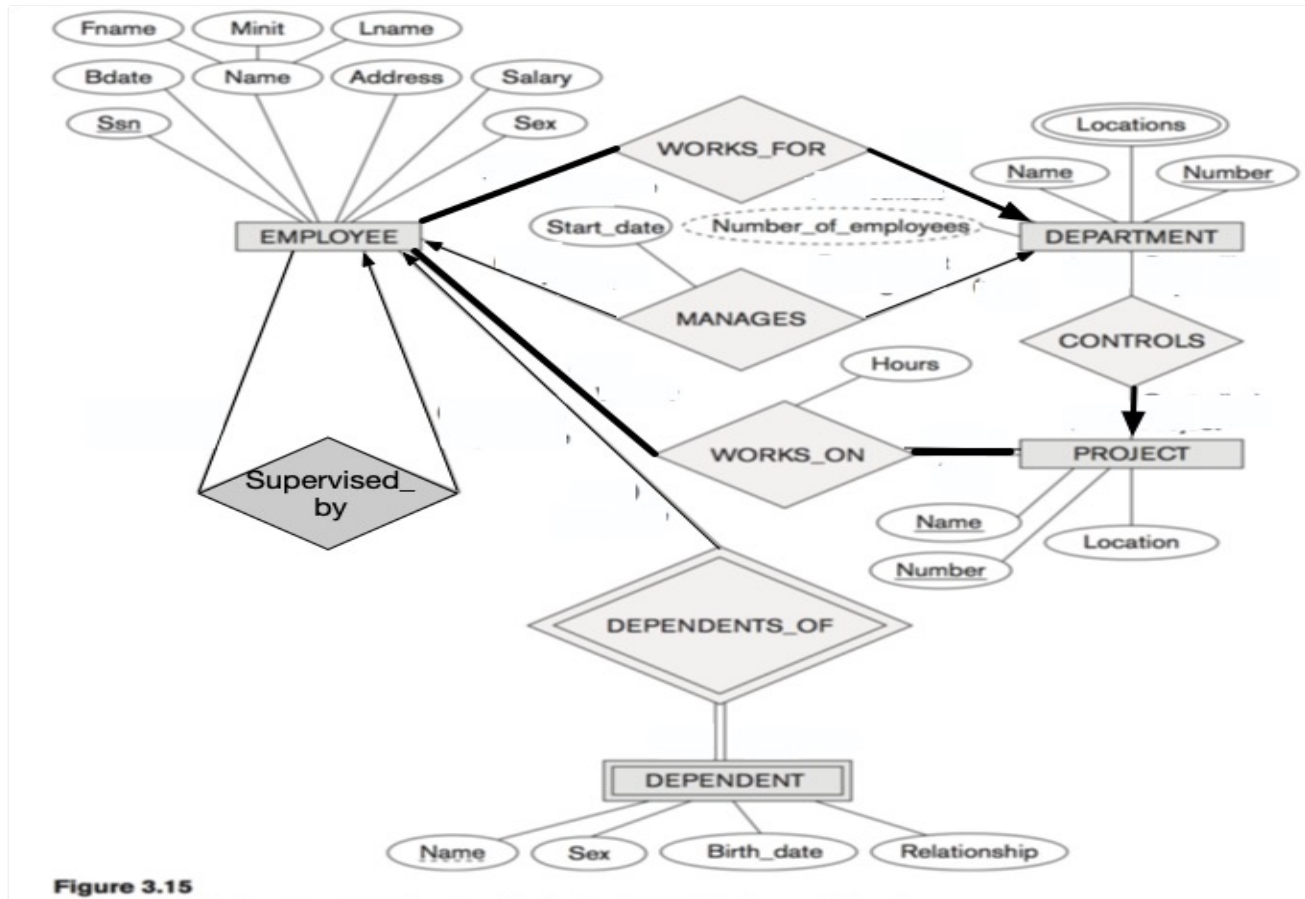 Fname Minit Lname
Bdate Name Address Salary
Ssn Sex
WORKS_FOR
Locations
Name Number
Start_date Number_of_employees
EMPLOYEE DEPARTMENT
MANAGES
CONTROLS
Hours
WORKS_ON PROJECT
Supervised_
by
Name
Location
Number
DEPENDENTS_OF
DEPENDENT
Name Sex Birth_date Relationship
Figure 3.15